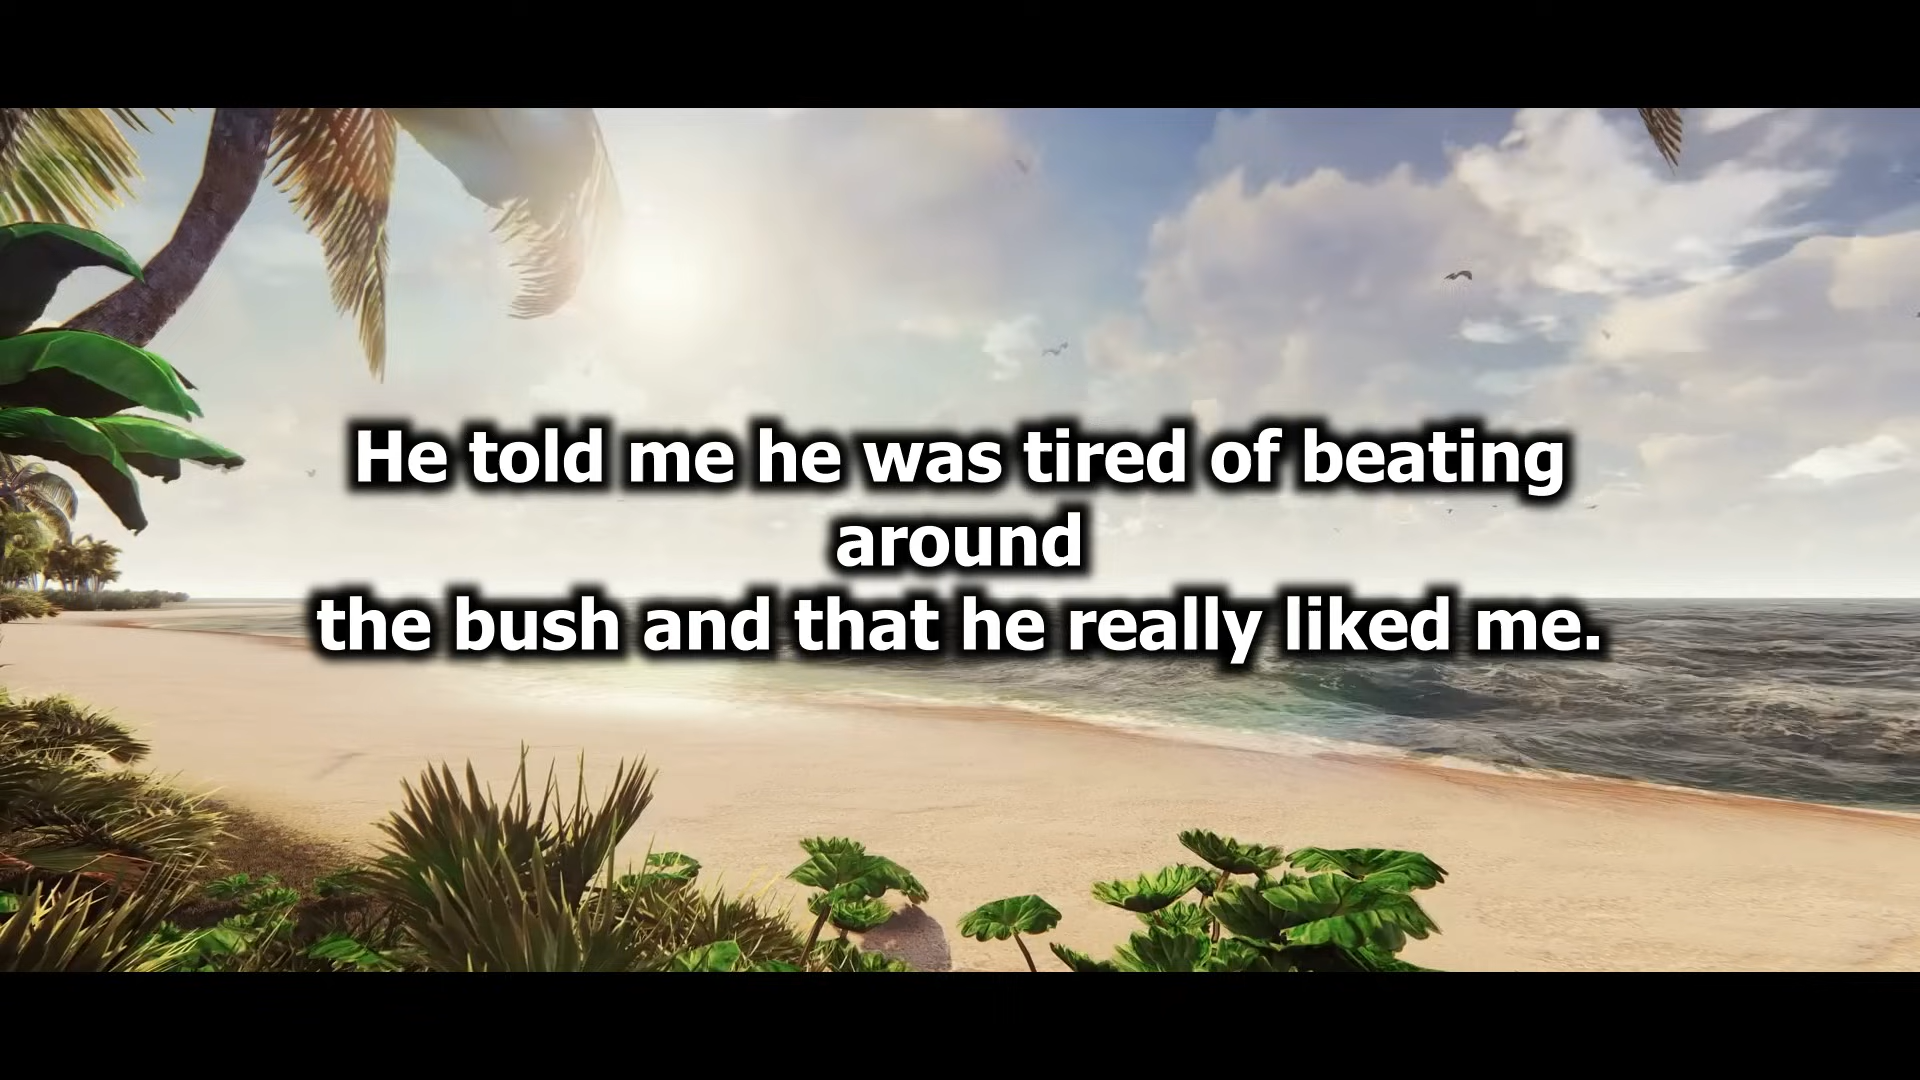 He told me he was tired of beating
around
the bush and that he really liked me.